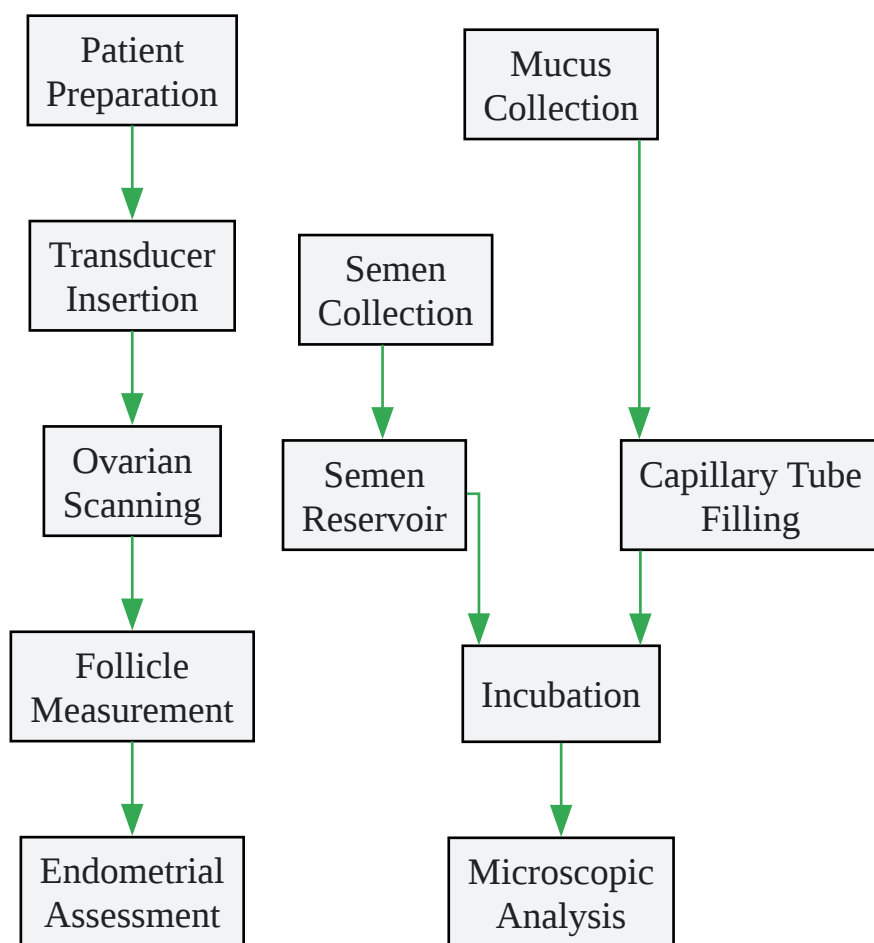 Patient
Preparation
Mucus
Collection
Transducer
Insertion
Semen
Collection
Ovarian
Scanning
Semen
Reservoir
Capillary Tube
Filling
Follicle
Measurement
Incubation
Endometrial
Assessment
Microscopic
Analysis